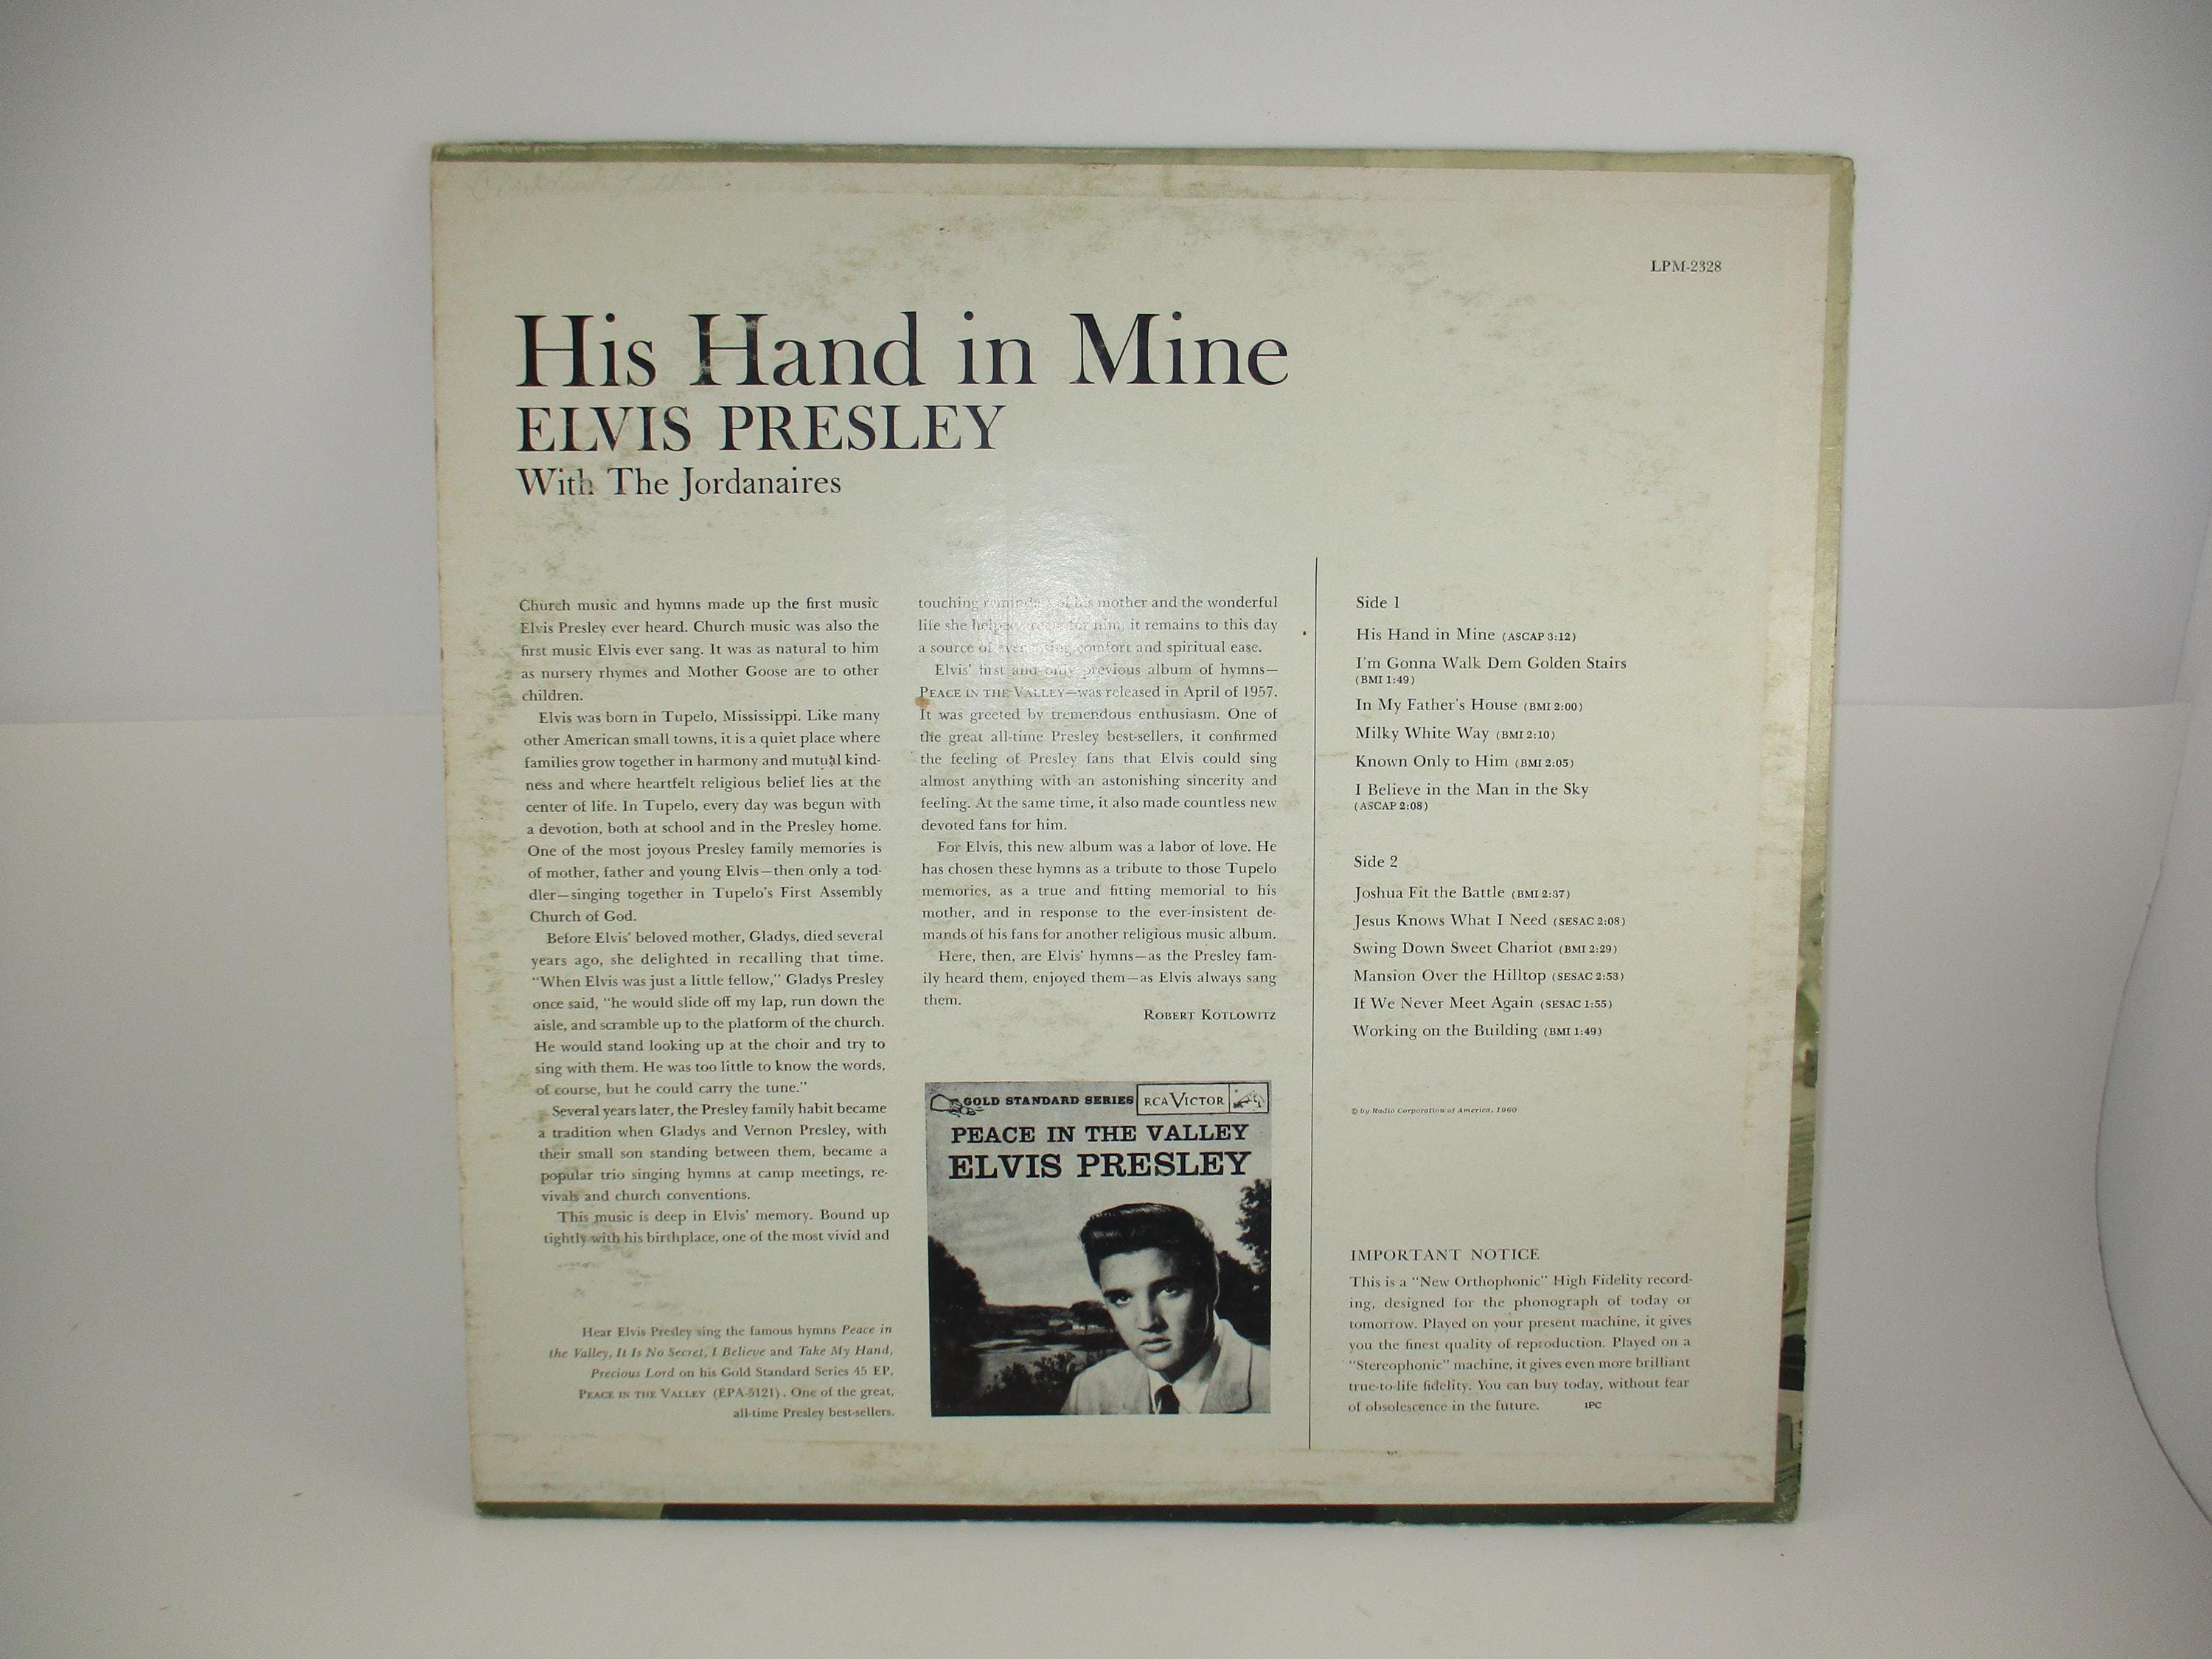 LPM-2328
His Hand in Mine
ELVIS PRESLEY
With The Jordanaires
Church music and hymns made up the first music
Elvis Presley ever heard. Church music was also the
first music Elvis ever sang. It was as natural to him
as nursery rhymes and Mother Goose are to other
children.
Elvis was born in Tupelo, Mississippi. Like many
other American small towns, it is a quiet place where
families grow together in harmony and mutual kind-
ness and where heartfelt religious belief lies at the
center of life. In Tupelo, every day was begun with
a devotion, both at school and in the Presley home.
One of the most joyous Presley family memories is
of mother, father and young Elvis—then only a tod-
dler—singing together in Tupelo's First Assembly
Church of God.
Before Elvis' beloved mother, Gladys, died several
years ago, she delighted in recalling that time.
"When Elvis was just a little fellow," Gladys Presley
once said, "he would slide off my lap, run down the
aisle, and scramble up to the platform of the church.
He would stand looking up at the choir and try to
sing with them. He was too little to know the words,
of course, but he could carry the tune."
Several years later, the Presley family habit became
a tradition when Gladys and Vernon Presley, with
their small son standing between them, became a
popular trio singing hymns at camp meetings, re-
vivals and church conventions.
This music is deep in Elvis' memory. Bound up
tightly with his birthplace, one of the most vivid and
touching of his mother and the wonderful
life she for him, it remains to this day
a source of comfort and spiritual ease.
Elvis' first and only previous album of hymns—
PEACE IN THE VALLEY—was released in April of 1957.
It was greeted by tremendous enthusiasm. One of
the great all-time Presley best-sellers, it confirmed
the feeling of Presley fans that Elvis could sing
almost anything with an astonishing sincerity and
feeling. At the same time, it also made countless new
devoted fans for him.
For Elvis, this new album was a labor of love. He
has chosen these hymns as a tribute to those Tupelo
memories, as a true and fitting memorial to his
mother, and in response to the ever-insistent de-
mands of his fans for another religious music album.
Here, then, are Elvis' hymns—as the Presley fam-
ily heard them, enjoyed them—as Elvis always sang
them.
ROBERT KOTLOWITZ
Hear Elvis Presley sing the famous hymns Peace in
the Valley, It Is No Secret, I Believe and Take My Hand,
Precious Lord on his Gold Standard Series 45 EP,
PEACE IN THE VALLEY (EPA-5121). One of the great,
all-time Presley best-sellers.
GOLD STANDARD SERIES RCA VICTOR
PEACE IN THE VALLEY
ELVIS PRESLEY
Side 1
His Hand in Mine (ASCAP 3:12)
I'm Gonna Walk Dem Golden Stairs
(BMI 1:49)
In My Father's House (BMI 2:00)
Milky White Way (BMI 2:10)
Known Only to Him (BMI 2:05)
I Believe in the Man in the Sky
(ASCAP 2:08)
Side 2
Joshua Fit the Battle (BMI 2:37)
Jesus Knows What I Need (SESAC 2:08)
Swing Down Sweet Chariot (BMI 2:29)
Mansion Over the Hilltop (SESAC 2:53)
If We Never Meet Again (SESAC 1:55)
Working on the Building (BMI 1:49)
© by Radio Corporation of America, 1960
IMPORTANT NOTICE
This is a "New Orthophonic" High Fidelity record-
ing, designed for the phonograph of today or
tomorrow. Played on your present machine, it gives
you the finest quality of reproduction. Played on a
"Stereophonic" machine, it gives even more brilliant
true-to-life fidelity. You can buy today, without fear
of obsolescence in the future. 1PC